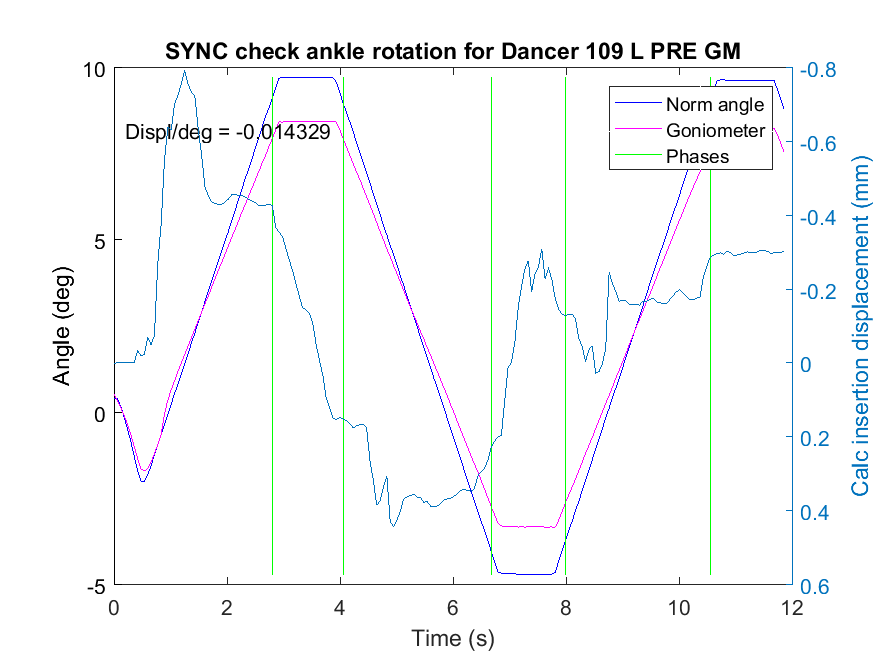 SYNC check ankle rotation for Dancer 109 L PRE GM
10
5
0
-5
Angle (deg)
Displ/deg = -0.014329
Norm angle
Goniometer
Phases
-0.8
-0.6
-0.4
-0.2
0
0.2
0.4
0.6
Calc insertion displacement (mm)
0 2 4 6 8 10 12
Time (s)